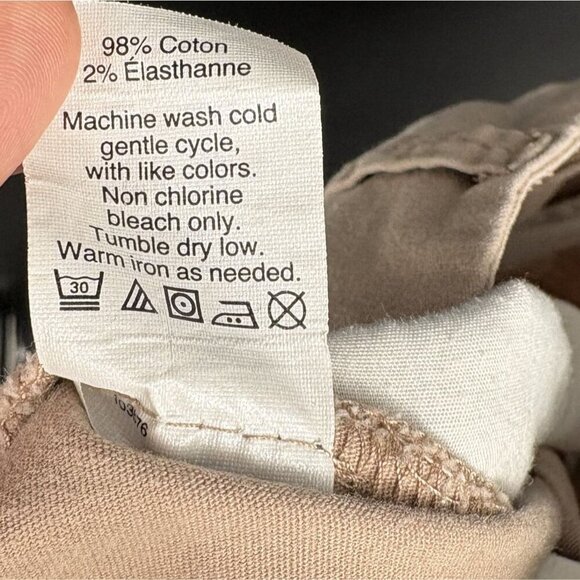 98% Coton
2% Élasthanne
Machine wash cold
gentle cycle,
with like colors.
Non chlorine
bleach only.
Tumble dry low.
Warm iron as needed.
30